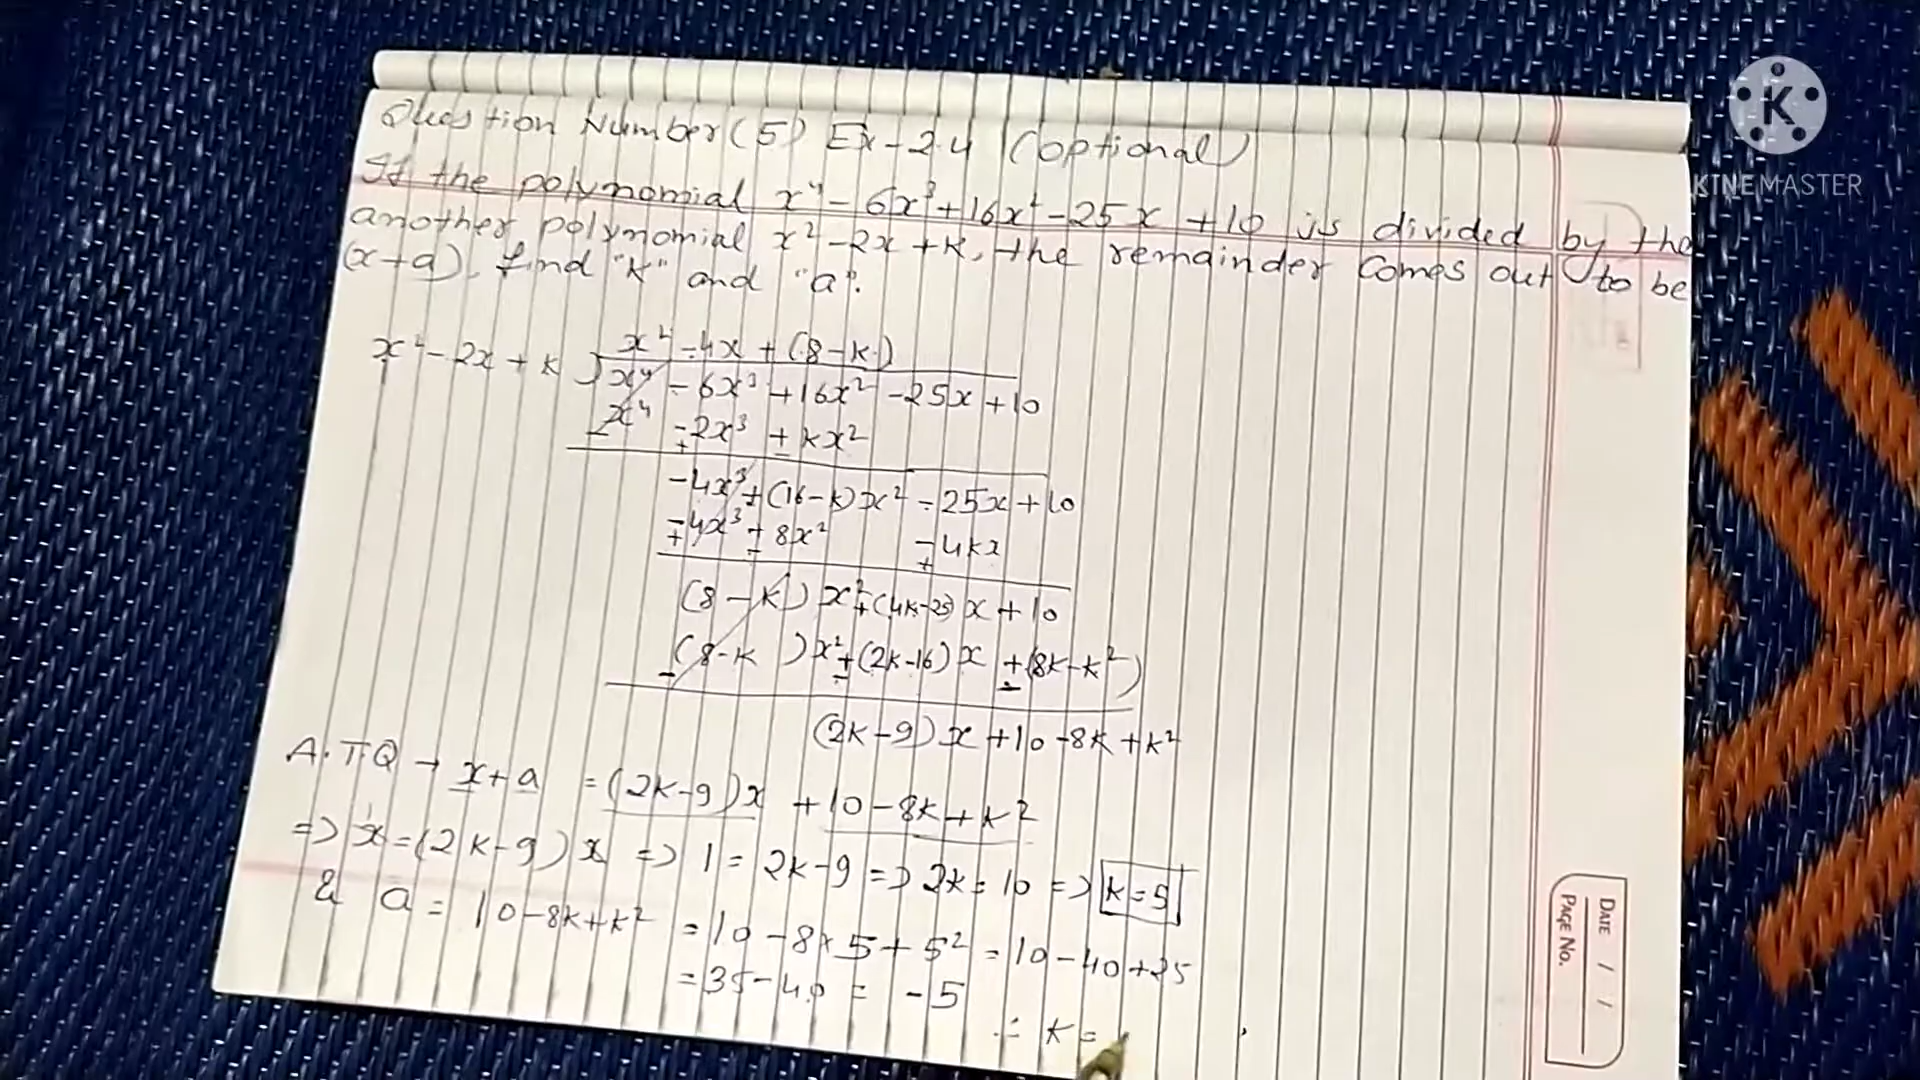 Question Number (5) Ex-2.4 (optional)
If the polynomial x⁴ - 6x³ + 16x² - 25x + 10 is divided by the
another polynomial x² - 2x + k, the remainder comes out to be
(x+a), find "k" and "a".
x² - 4x + (8-k)
x² - 2x + k ) x⁴ - 6x³ + 16x² - 25x + 10
x⁴ - 2x³ + kx²
- + -
-4x³ + (16-k)x² - 25x + 10
-4x³ + 8x² - 4kx
+ - +
(8-k)x² + (4k-25)x + 10
(8-k)x² + (2k-16)x + (8k-k²)
- - -
(2k-9)x + 10 - 8k + k²
A.T.Q → x+a = (2k-9)x + 10 - 8k + k²
⇒ x = (2k-9)x ⇒ 1 = 2k-9 ⇒ 2k = 10 ⇒ k = 5
& a = 10 - 8k + k² = 10 - 8×5 + 5² = 10 - 40 + 25
= 35 - 40 = -5
∴ k =
DATE / /
PAGE NO.
K
KINEMASTER